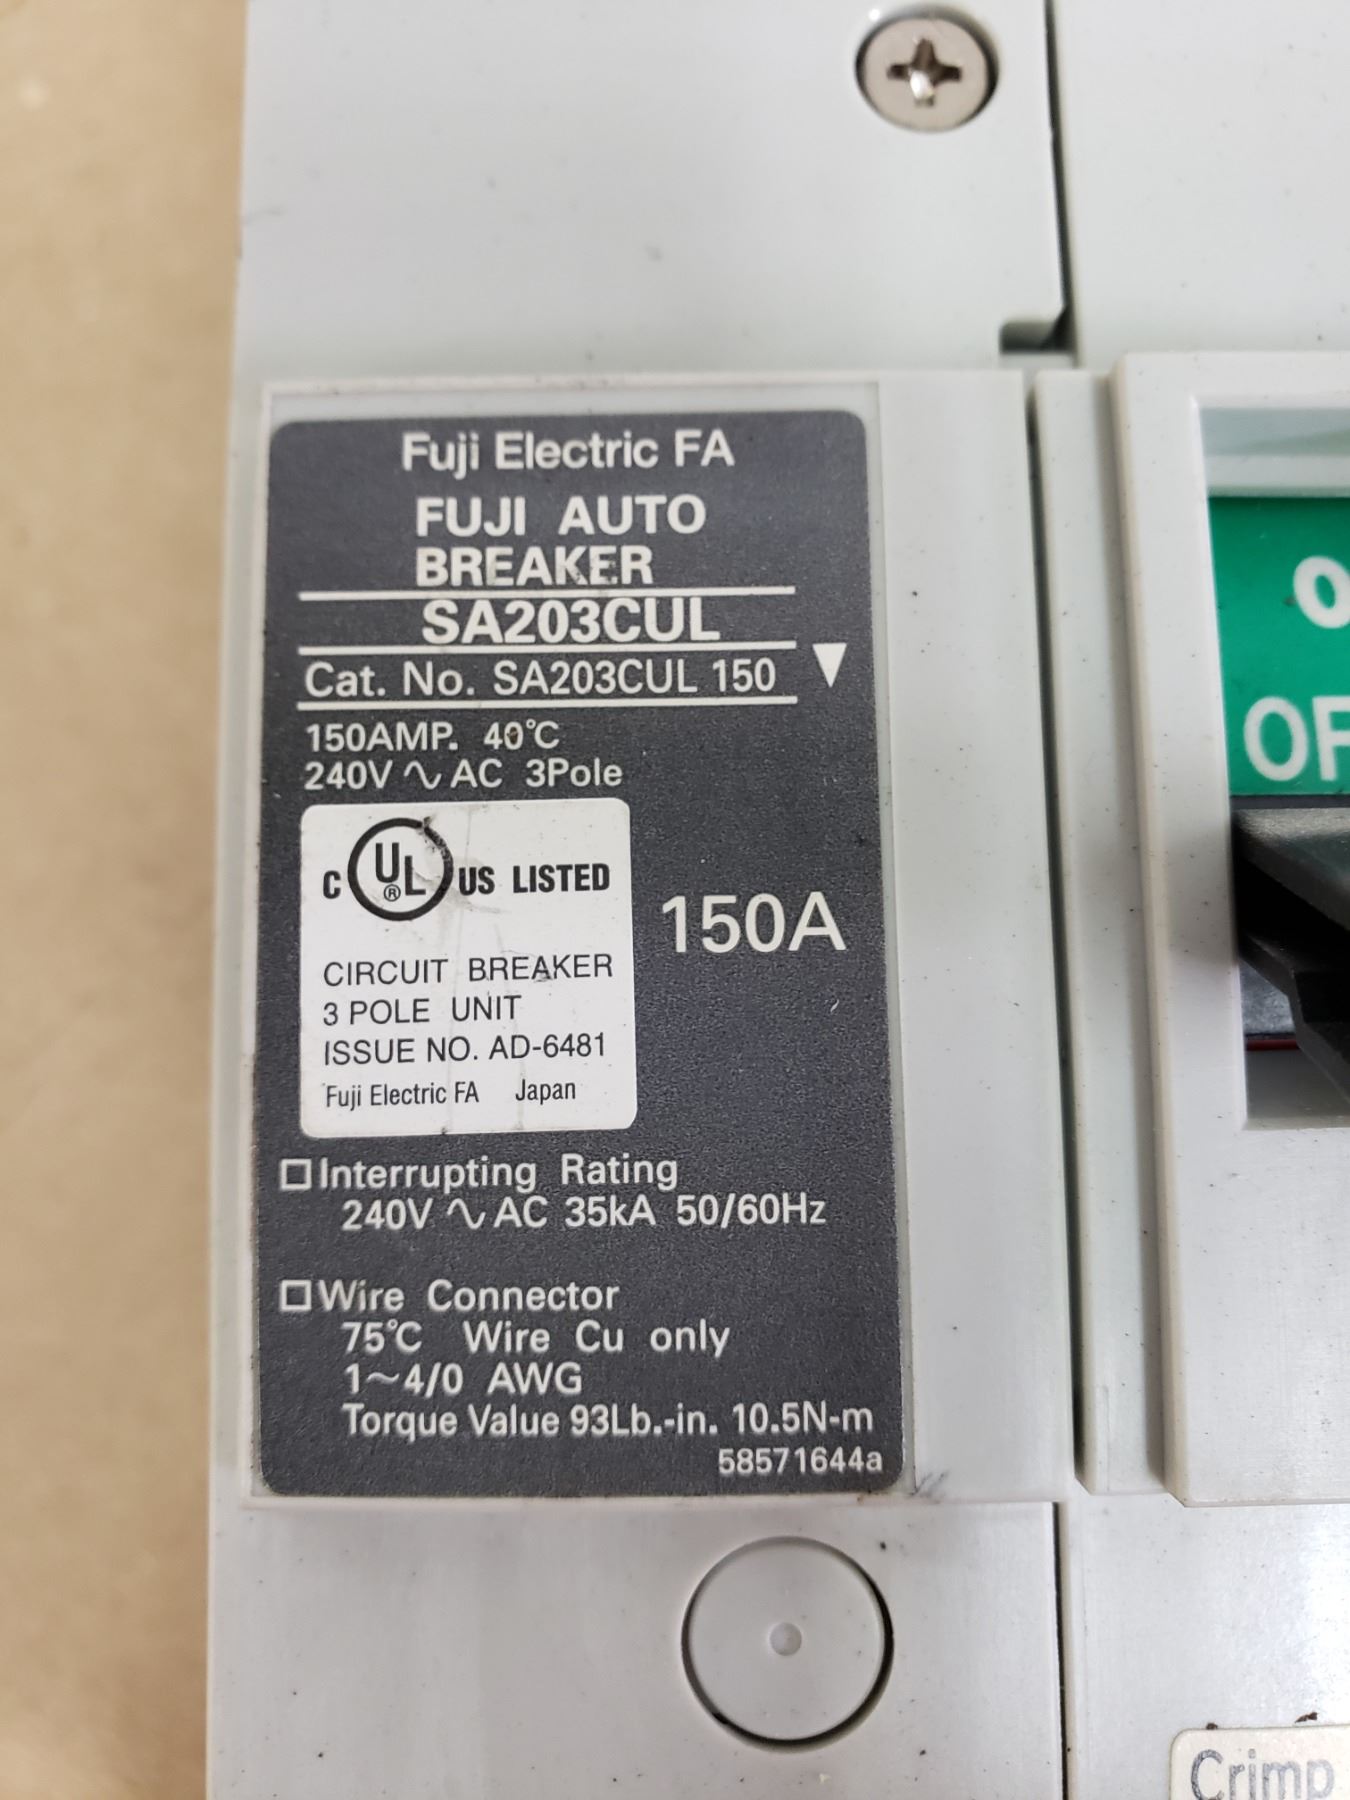 Fuji Electric FA
FUJI AUTO
BREAKER
SA203CUL
Cat. No. SA203CUL 150 ▼
150AMP. 40°C
240V ∿ AC 3Pole
C UL® US LISTED
150A
CIRCUIT BREAKER
3 POLE UNIT
ISSUE NO. AD-6481
Fuji Electric FA Japan
□Interrupting Rating
240V ∿ AC 35kA 50/60Hz
□Wire Connector
75°C Wire Cu only
1~4/0 AWG
Torque Value 93Lb.-in. 10.5N-m
58571644a
Crimp